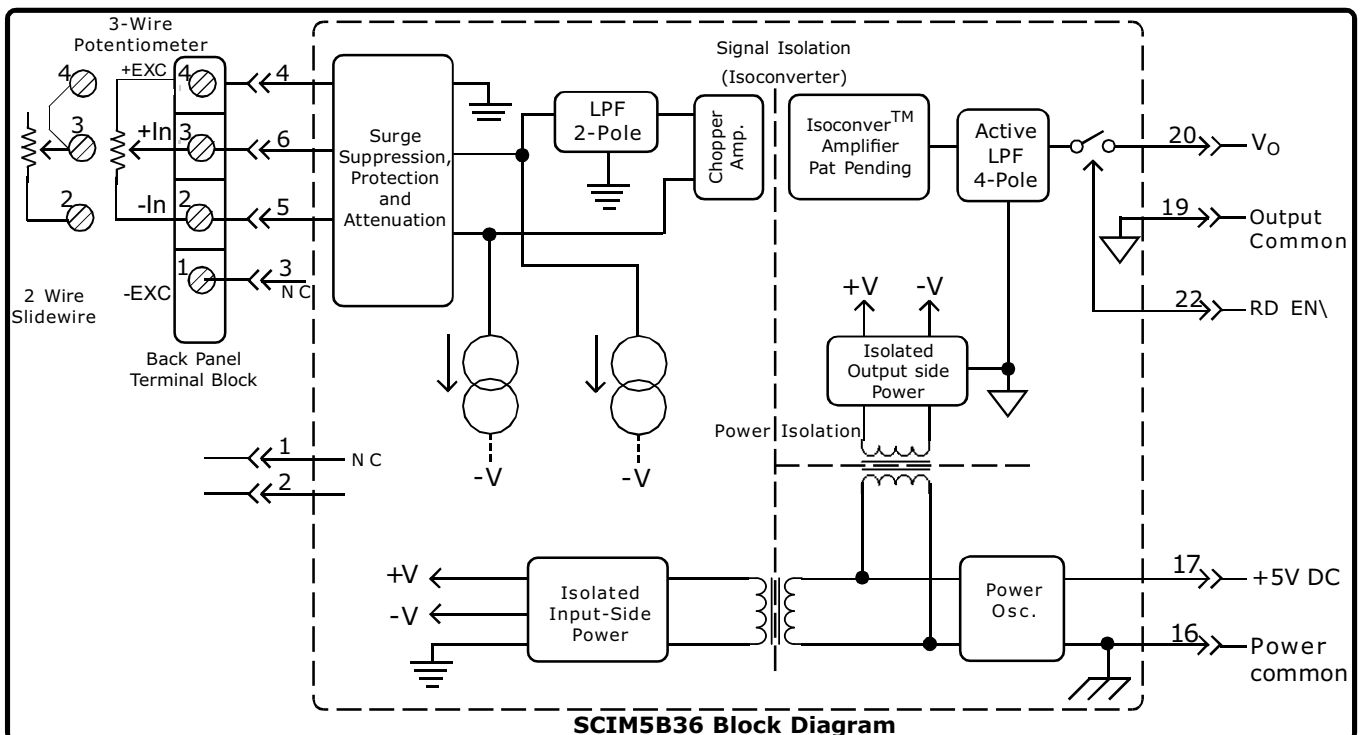 3-Wire
Potentiometer
4
+EXC
4
4
3
+In
3
6
2
-In
2
5
1
-EXC
3
N C
2 Wire
Slidewire
Back Panel
Terminal Block
1
N C
2
Surge
Suppression,
Protection
and
Attenuation
LPF
2-Pole
Chopper
Amp.
Signal Isolation
(Isoconverter)
Isoconver™
Amplifier
Pat Pending
Active
LPF
4-Pole
20
VO
19
Output
Common
22
RD EN\
+V
-V
Isolated
Output side
Power
Power Isolation
-V
-V
+V
-V
Isolated
Input-Side
Power
Power
Osc.
17
+5V DC
16
Power
common
SCIM5B36 Block Diagram